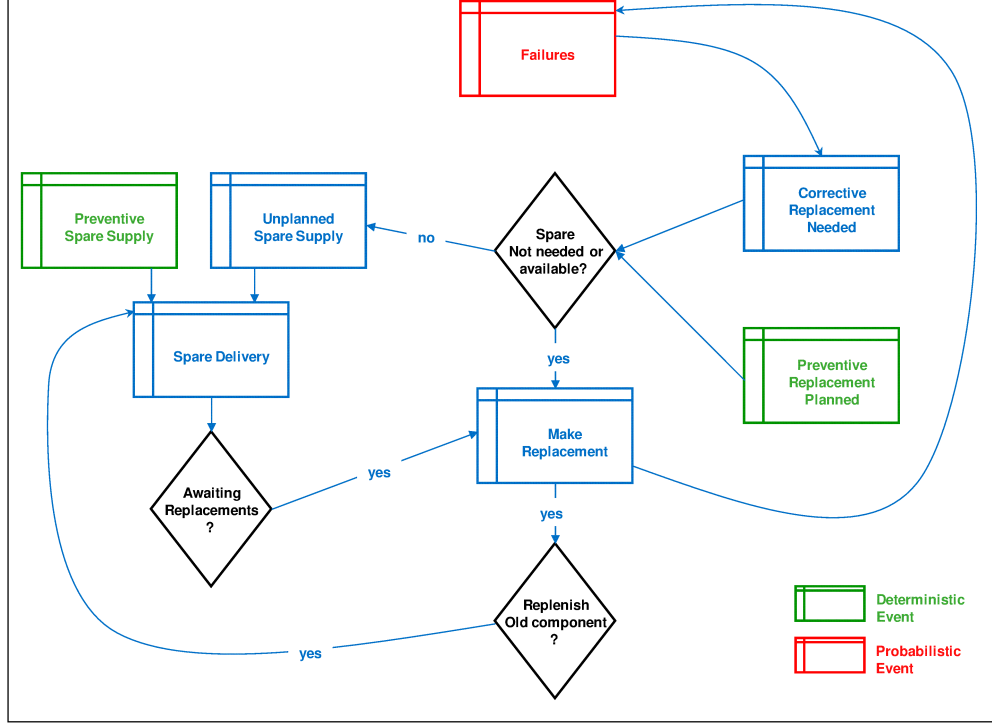 Failures
Corrective
Replacement
Needed
Preventive
Spare Supply
Unplanned
Spare Supply
no
Spare
Not needed or
available?
Spare Delivery
yes
Preventive
Replacement
Planned
Make
Replacement
yes
Awaiting
Replacements
?
yes
Replenish
Old component
?
yes
Deterministic
Event
Probabilistic
Event